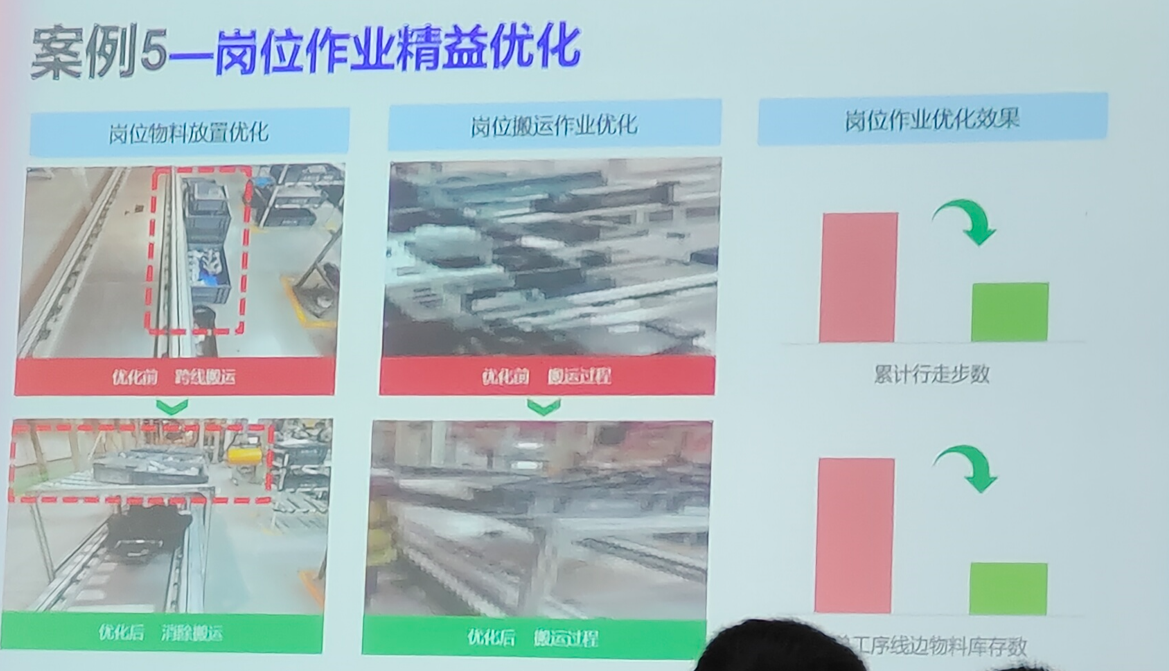 案例5—岗位作业精益优化
岗位物料放置优化
岗位搬运作业优化
岗位作业优化效果
优化前 跨线搬运
优化前 搬运过程
累计行走步数
优化后 消除搬运
优化后 搬运过程
工序线边物料库存数